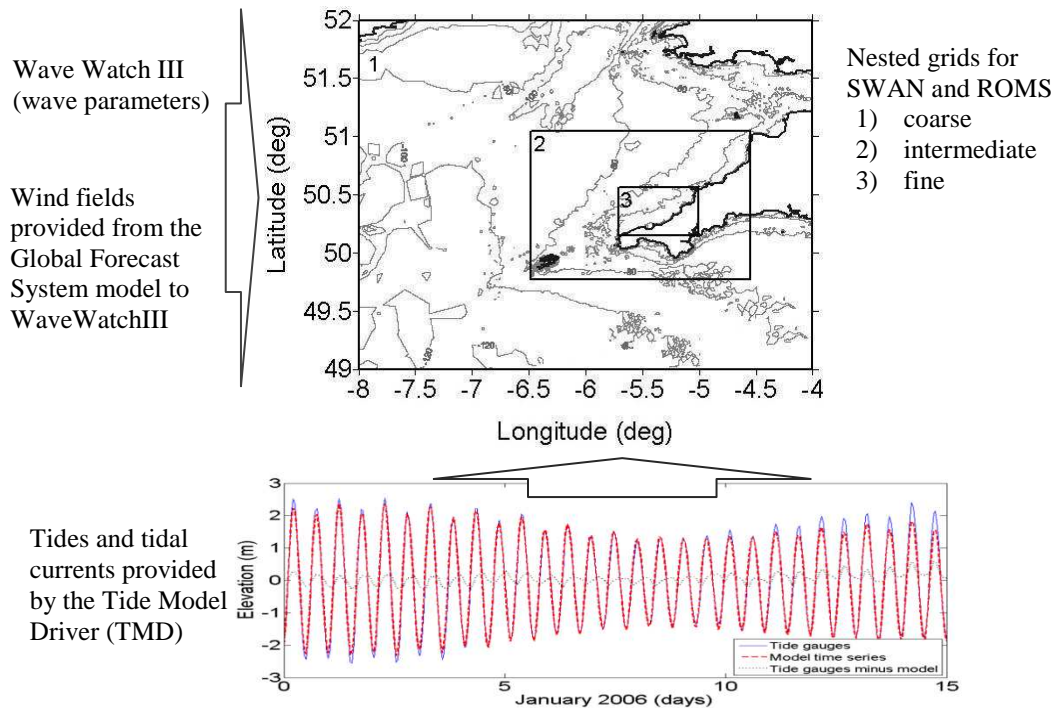 Wave Watch III
(wave parameters)
Wind fields
provided from the
Global Forecast
System model to
WaveWatchIII
Latitude (deg)
52
51.5
51
50.5
50
49.5
49
1
2
3
-100
-120
-120
-8
-7.5
-7
-6.5
-6
-5.5
-5
-4.5
-4
Longitude (deg)
Nested grids for
SWAN and ROMS
1) coarse
2) intermediate
3) fine
Tides and tidal
currents provided
by the Tide Model
Driver (TMD)
Elevation (m)
3
2
1
0
-1
-2
-3
0
5
10
15
January 2006 (days)
Tide gauges
Model time series
Tide gauges minus model